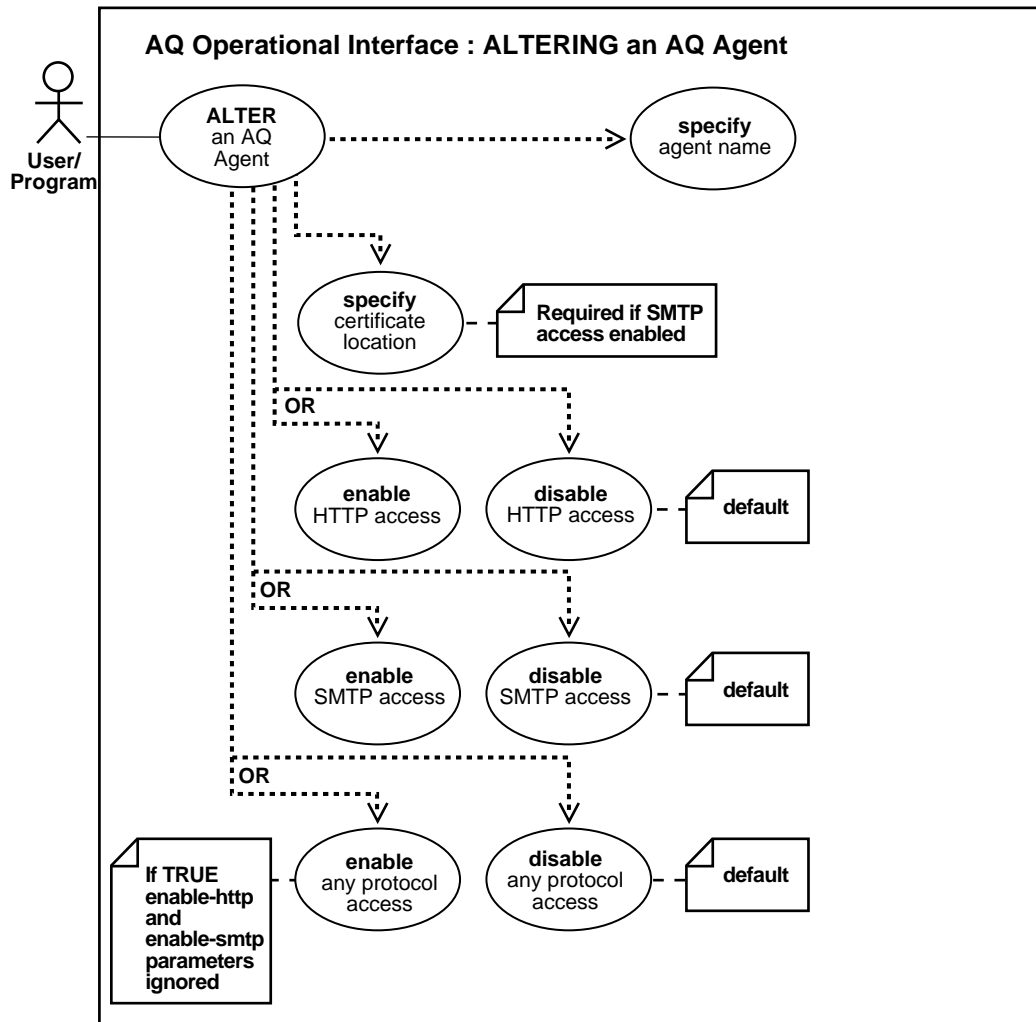 AQ Operational Interface : ALTERING an AQ Agent
User/
Program
ALTER
an AQ
Agent
specify
agent name
specify
certificate
location
Required if SMTP
access enabled
OR
enable
HTTP access
disable
HTTP access
default
OR
enable
SMTP access
disable
SMTP access
default
OR
If TRUE
enable-http
and
enable-smtp
parameters
ignored
enable
any protocol
access
disable
any protocol
access
default